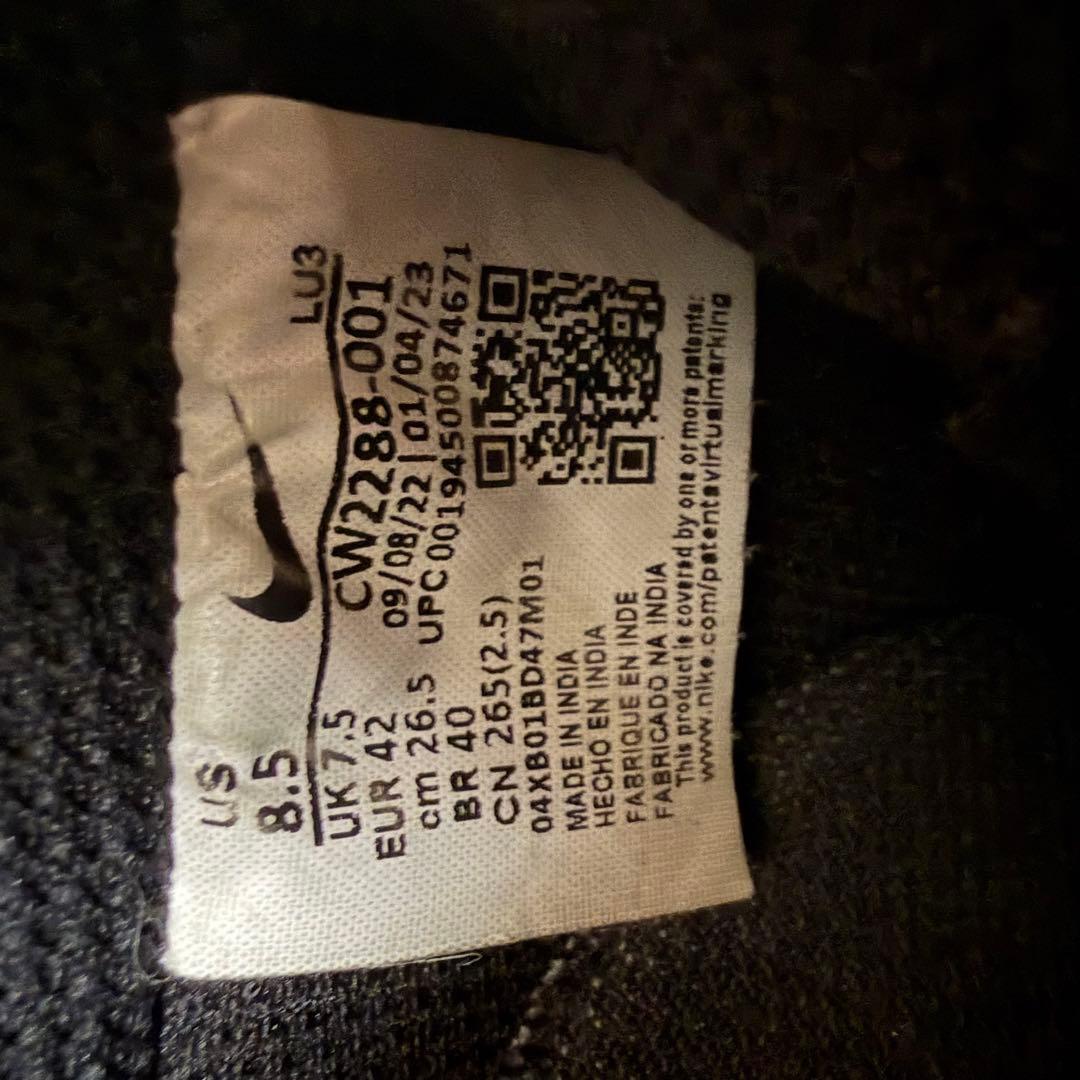 US
8.5
LU3
UK 7.5
CW2288-001
EUR 42
09/08/22 | 01/04/23
cm 26.5
UPC 00194500874671
BR 40
CN 265(2.5)
04XB01BD47M01
MADE IN INDIA
HECHO EN INDIA
FABRIQUE EN INDE
FABRICADO NA INDIA
This product is covered by one or more patents:
www.nike.com/patentavirtualmarking